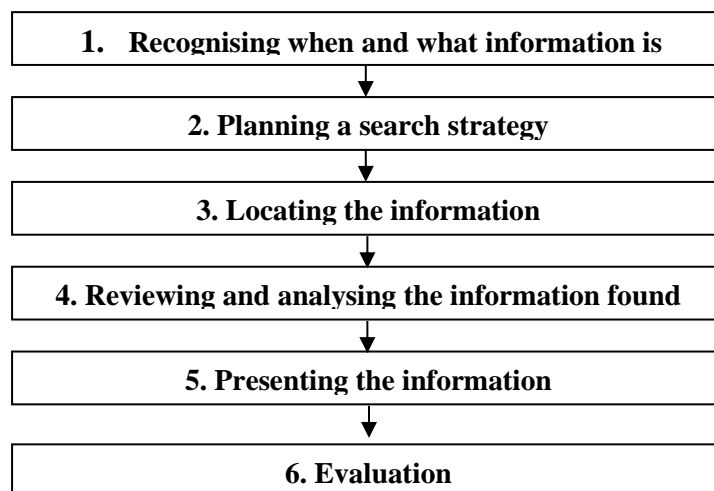 1. Recognising when and what information is
2. Planning a search strategy
3. Locating the information
4. Reviewing and analysing the information found
5. Presenting the information
6. Evaluation